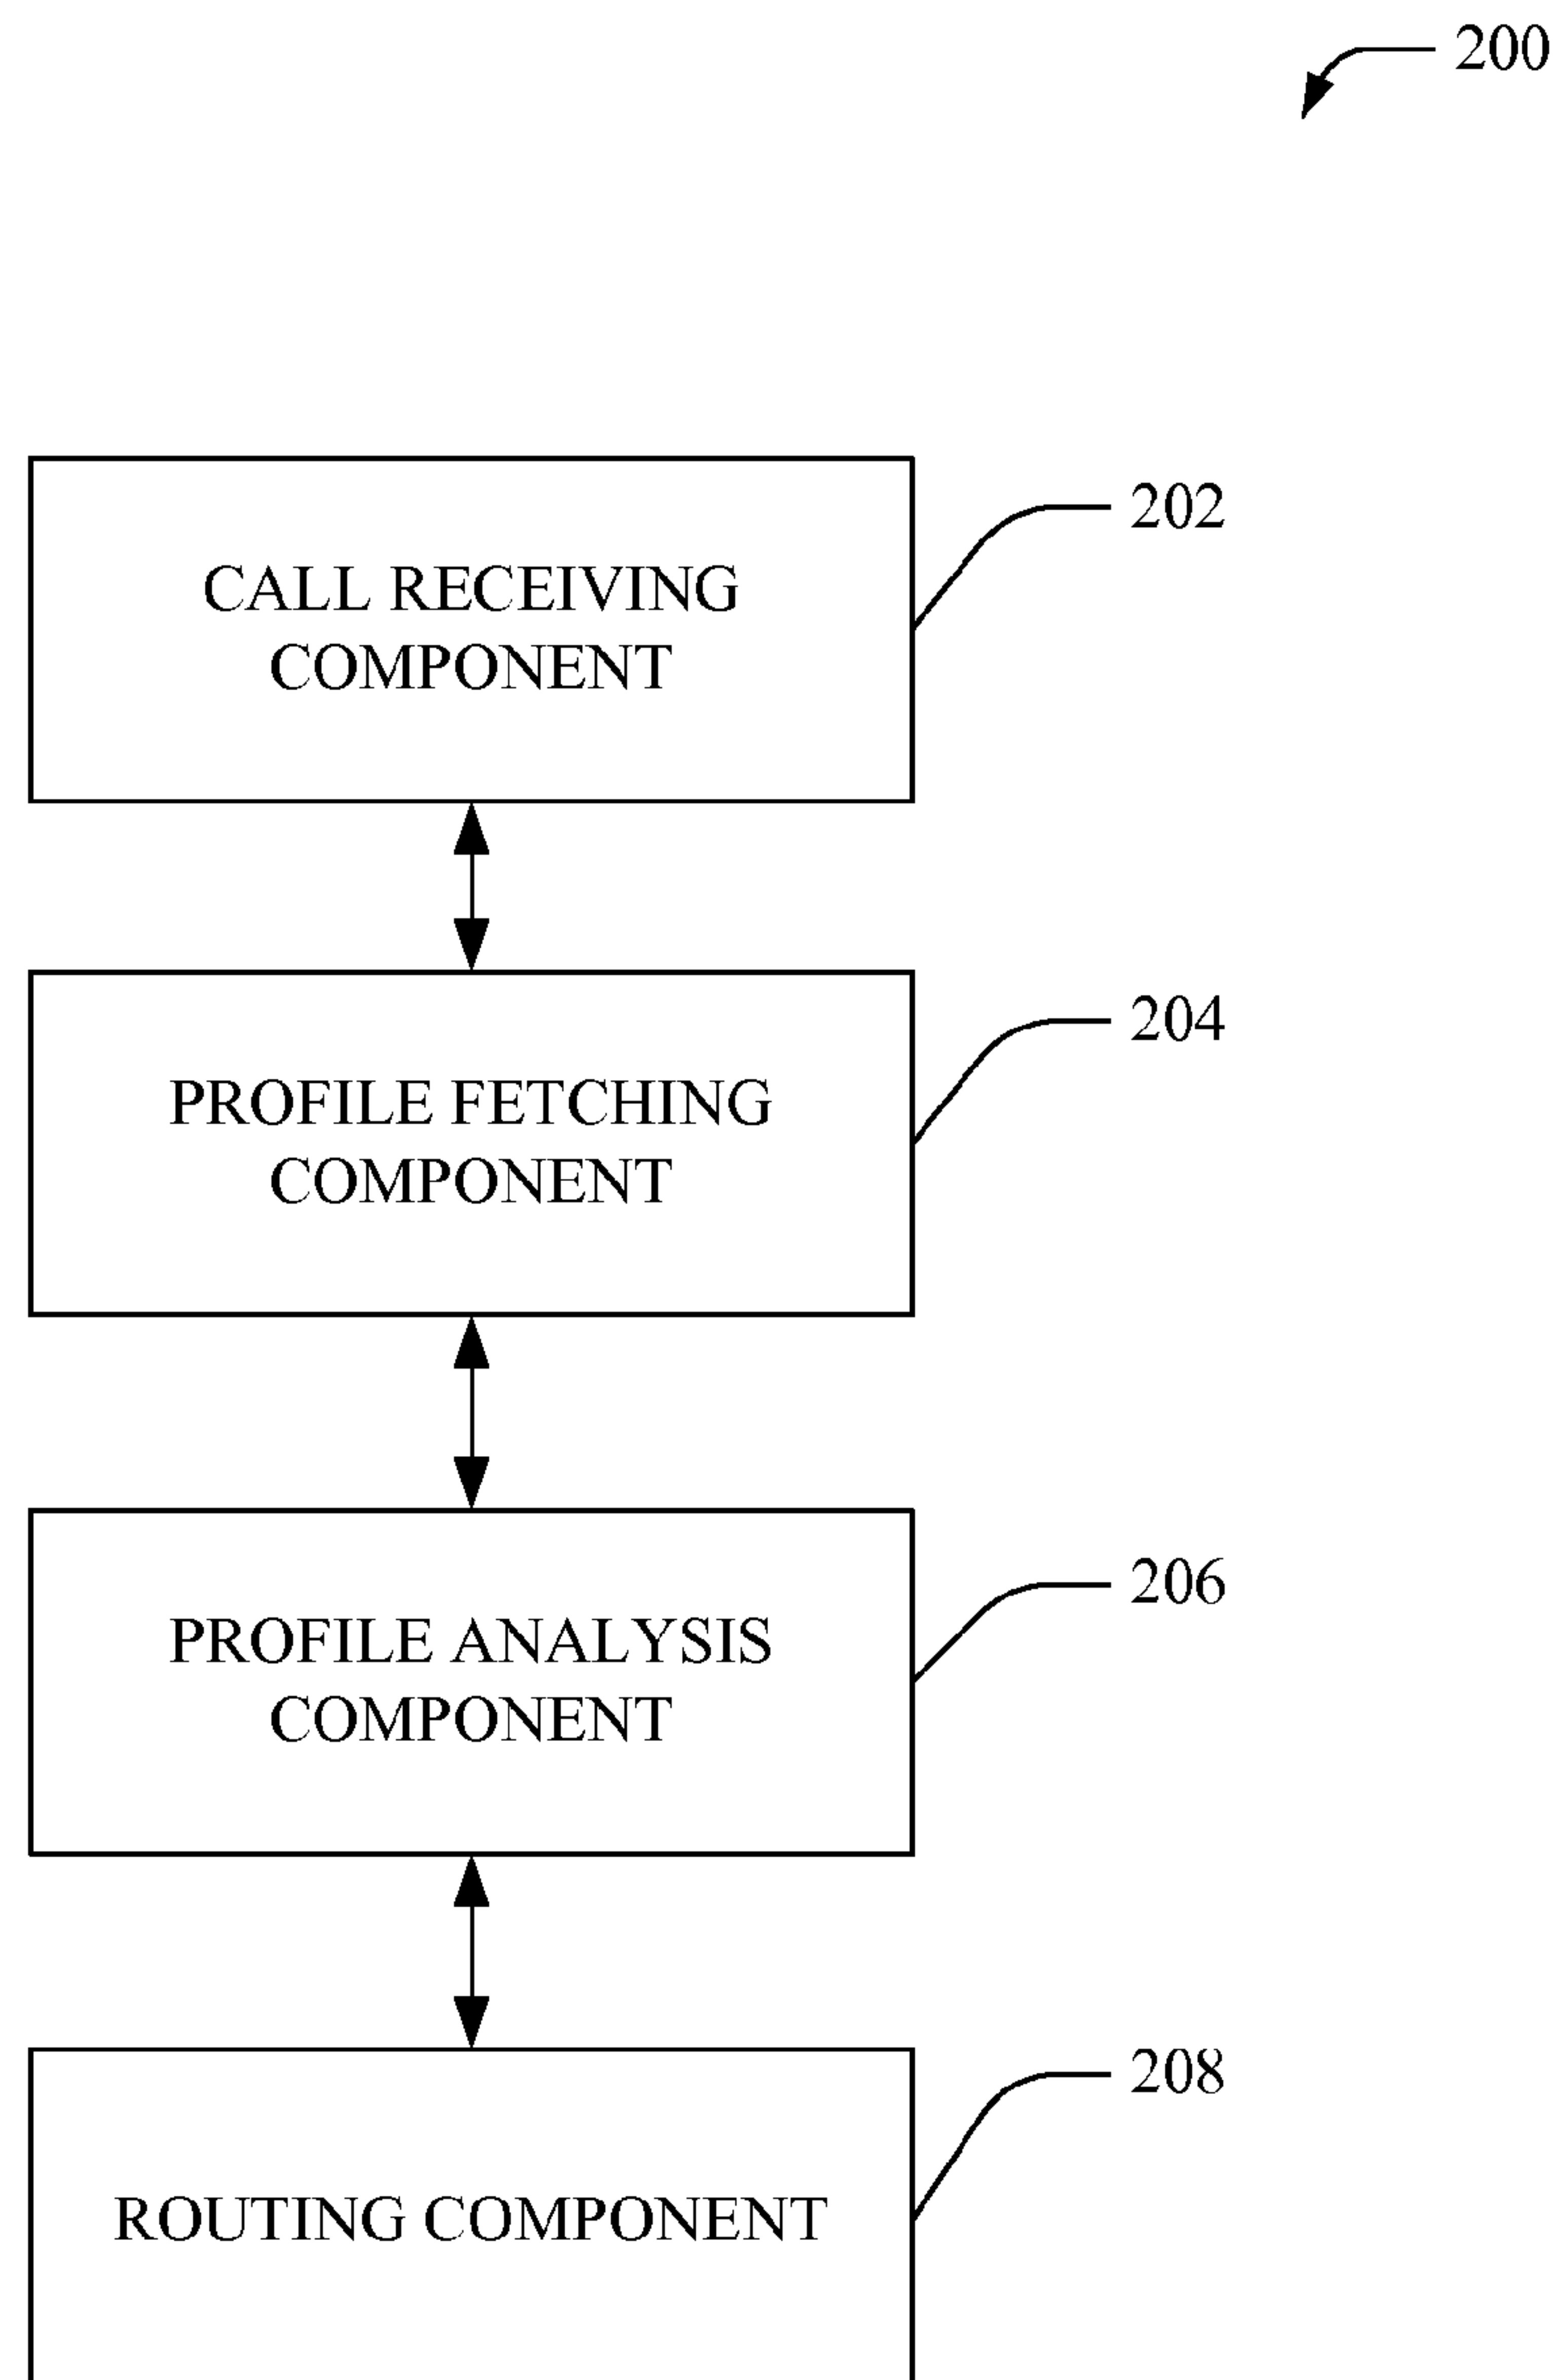 200
202
CALL RECEIVING
COMPONENT
204
PROFILE FETCHING
COMPONENT
206
PROFILE ANALYSIS
COMPONENT
208
ROUTING COMPONENT